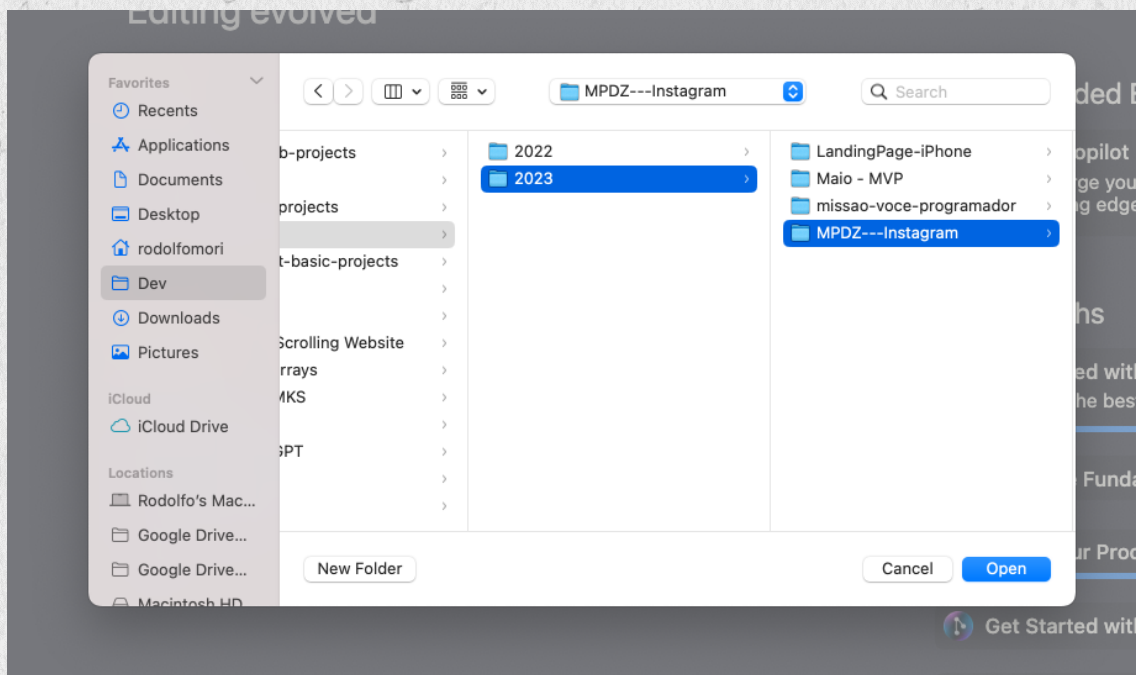 Editing evolved
Favorites
Recents
Applications
Documents
Desktop
rodolfomori
Dev
Downloads
Pictures
iCloud
iCloud Drive
Locations
Rodolfo's Mac...
Google Drive...
Google Drive...
Macintosh HD
MPDZ---Instagram
Search
b-projects
projects
t-basic-projects
Scrolling Website
rrays
MKS
GPT
2022
2023
LandingPage-iPhone
Maio - MVP
missao-voce-programador
MPDZ---Instagram
New Folder
Cancel
Open
ded
opilot
rge you
g edge
hs
ed with
he bes
Funda
ur Prod
Get Started with